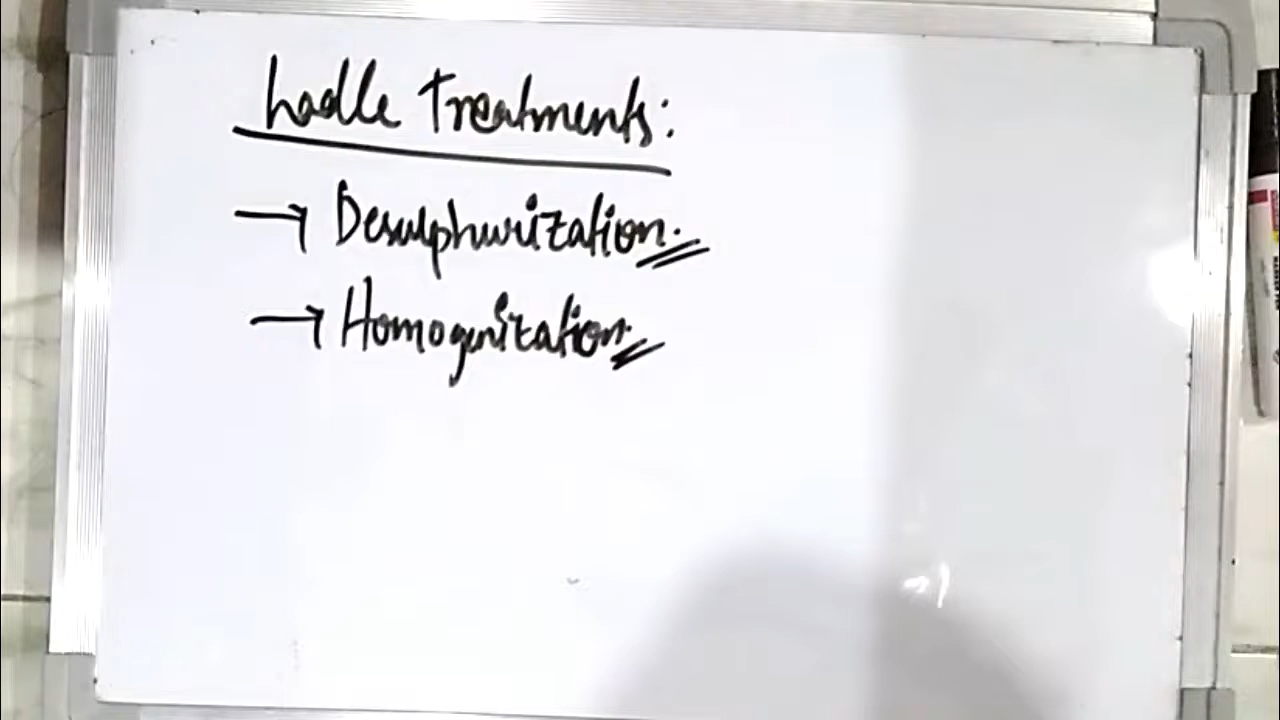 Ladle Treatments:
→ Desulphurization.
→ Homogenization.